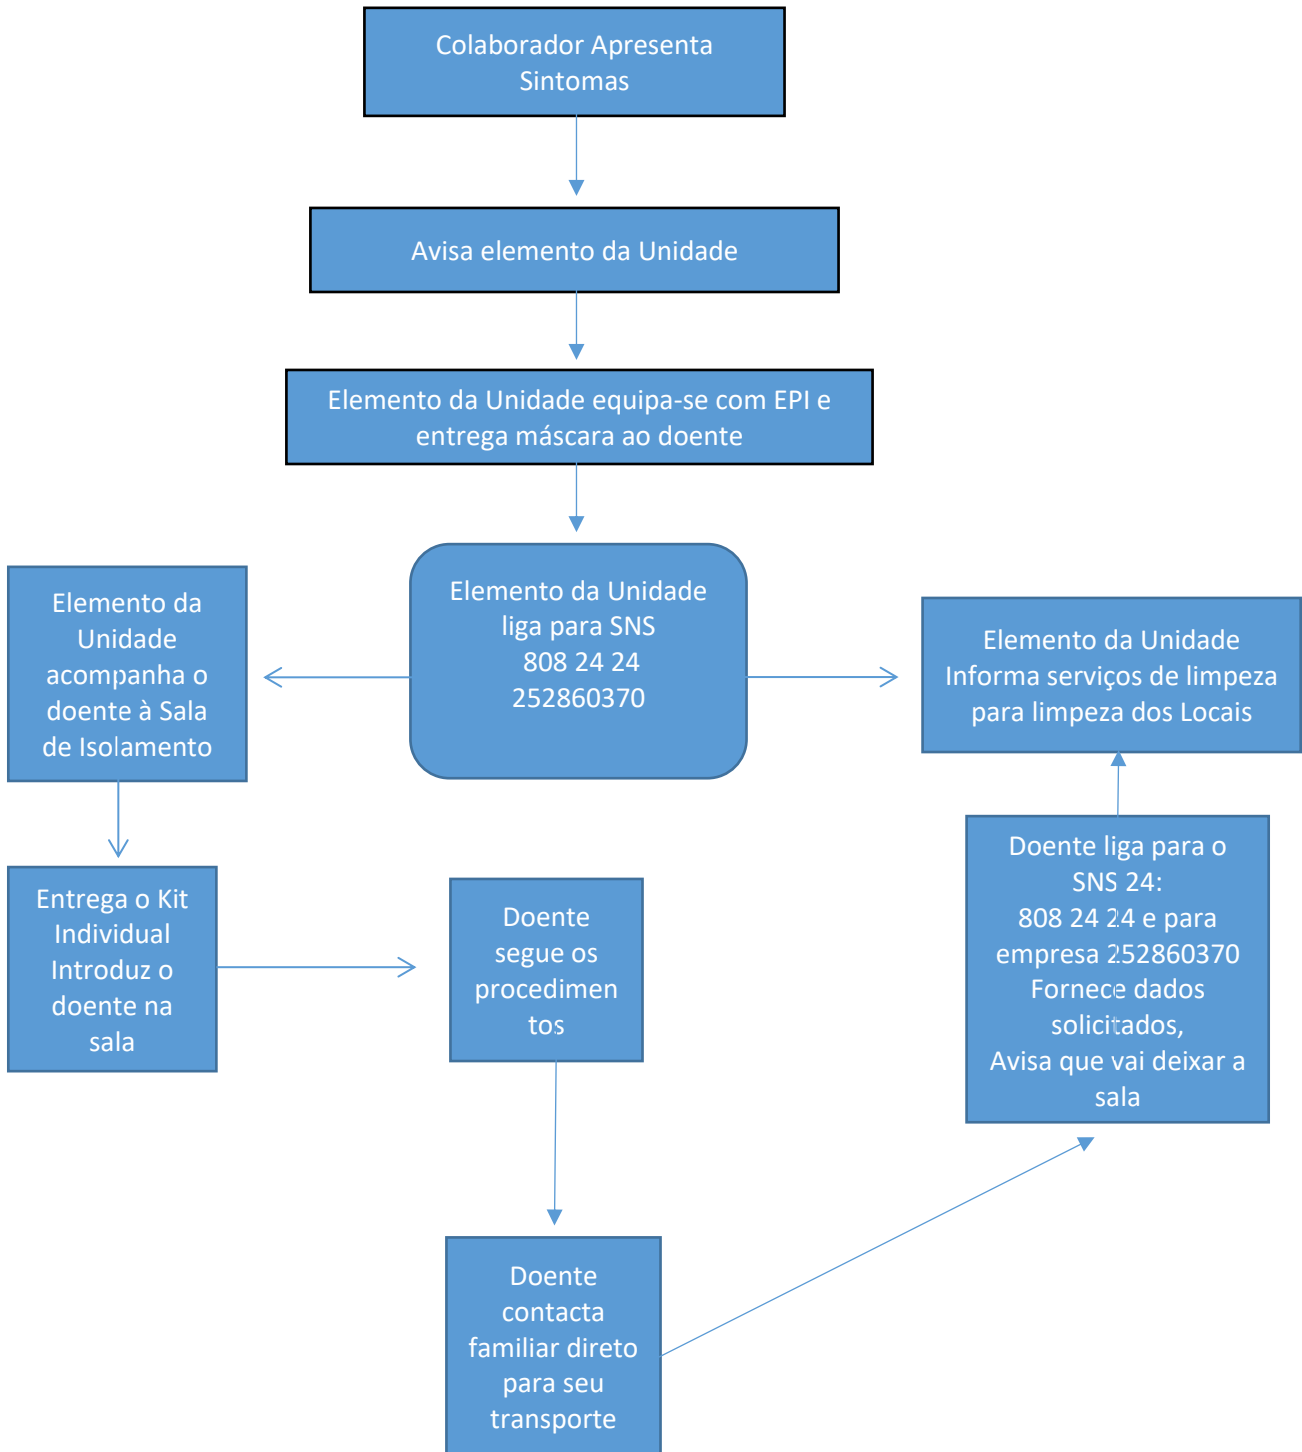 Colaborador Apresenta
Sintomas
Avisa elemento da Unidade
Elemento da Unidade equipa-se com EPI e
entrega máscara ao doente
Elemento da Unidade
liga para SNS
808 24 24
252860370
Elemento da
Unidade
acompanha o
doente à Sala
de Isolamento
Elemento da Unidade
Informa serviços de limpeza
para limpeza dos Locais
Entrega o Kit
Individual
Introduz o
doente na
sala
Doente
segue os
procedimen
tos
Doente liga para o
SNS 24:
808 24 24 e para
empresa 252860370
Fornece dados
solicitados,
Avisa que vai deixar a
sala
Doente
contacta
familiar direto
para seu
transporte